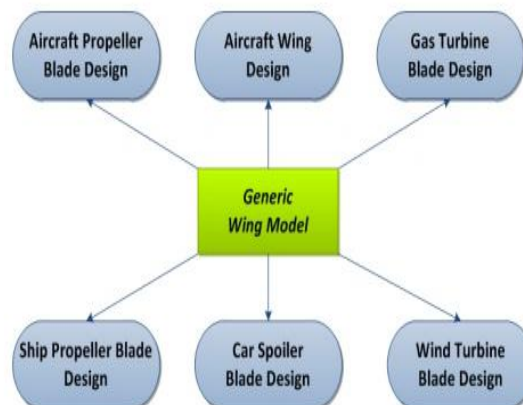 Aircraft Propeller
Blade Design
Aircraft Wing
Design
Gas Turbine
Blade Design
Generic
Wing Model
Ship Propeller Blade
Design
Car Spoiler
Blade Design
Wind Turbine
Blade Design